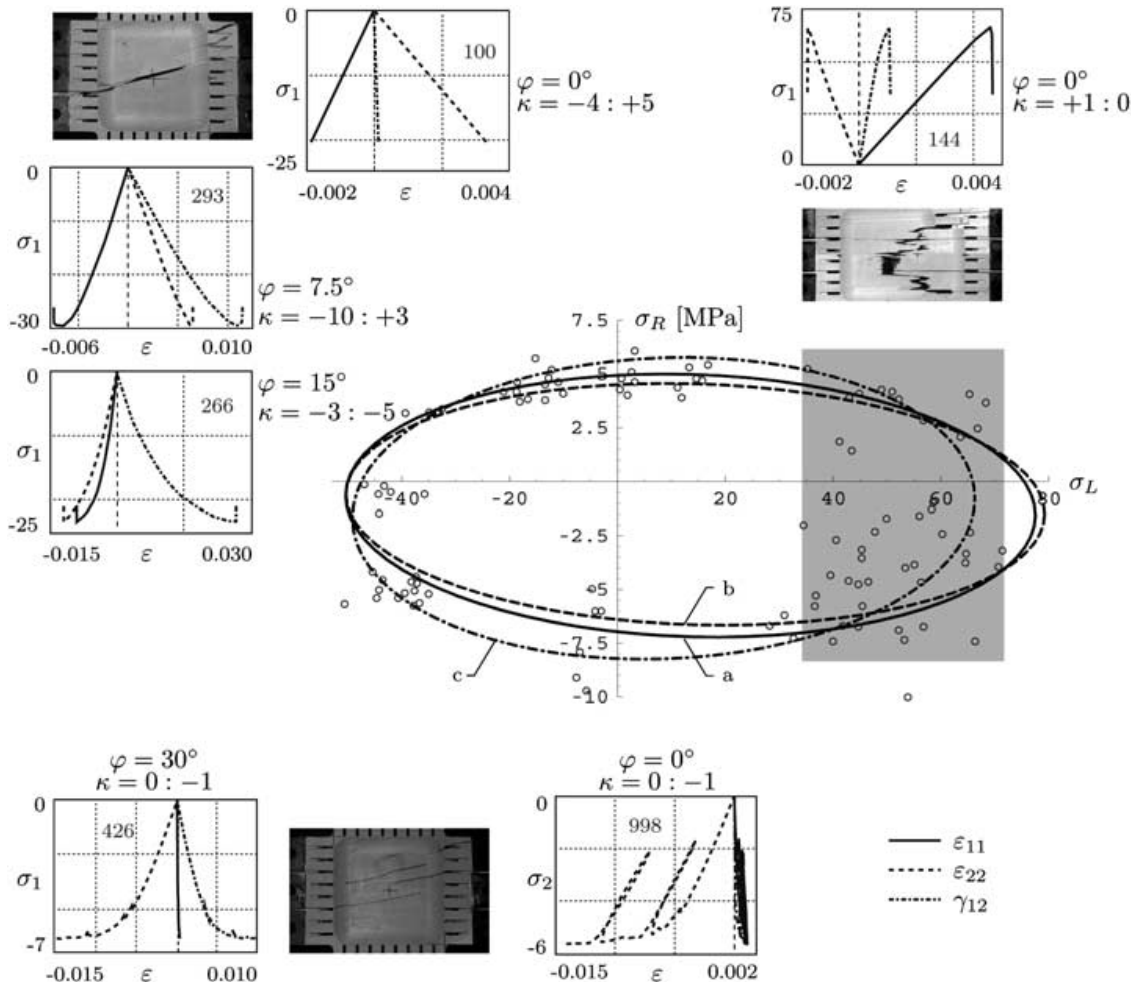 0
σ₁
-25
100
-0.002 ε 0.004
φ = 0°
κ = −4 : +5
75
σ₁
0
144
-0.002 ε 0.004
φ = 0°
κ = +1 : 0
0
σ₁
-30
293
-0.006 ε 0.010
φ = 7.5°
κ = −10 : +3
0
σ₁
-25
266
-0.015 ε 0.030
φ = 15°
κ = −3 : −5
7.5 σ_R [MPa]
2.5
-40 -20 20 40 60 80 σ_L
-2.5
-5
-7.5
-10
b
a
c
φ = 30°
κ = 0 : −1
0
σ₁
-7
426
-0.015 ε 0.010
φ = 0°
κ = 0 : −1
0
σ₂
-6
998
-0.015 ε 0.002
ε₁₁
ε₂₂
γ₁₂